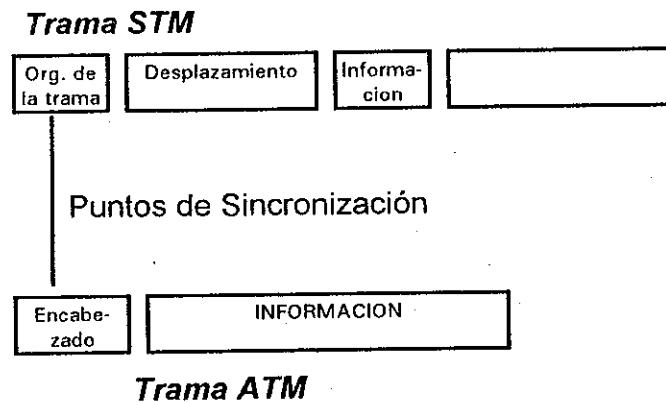 Trama STM
Org. de
la trama
Desplazamiento
Informa-
cion
Puntos de Sincronización
Encabe-
zado
INFORMACION
Trama ATM